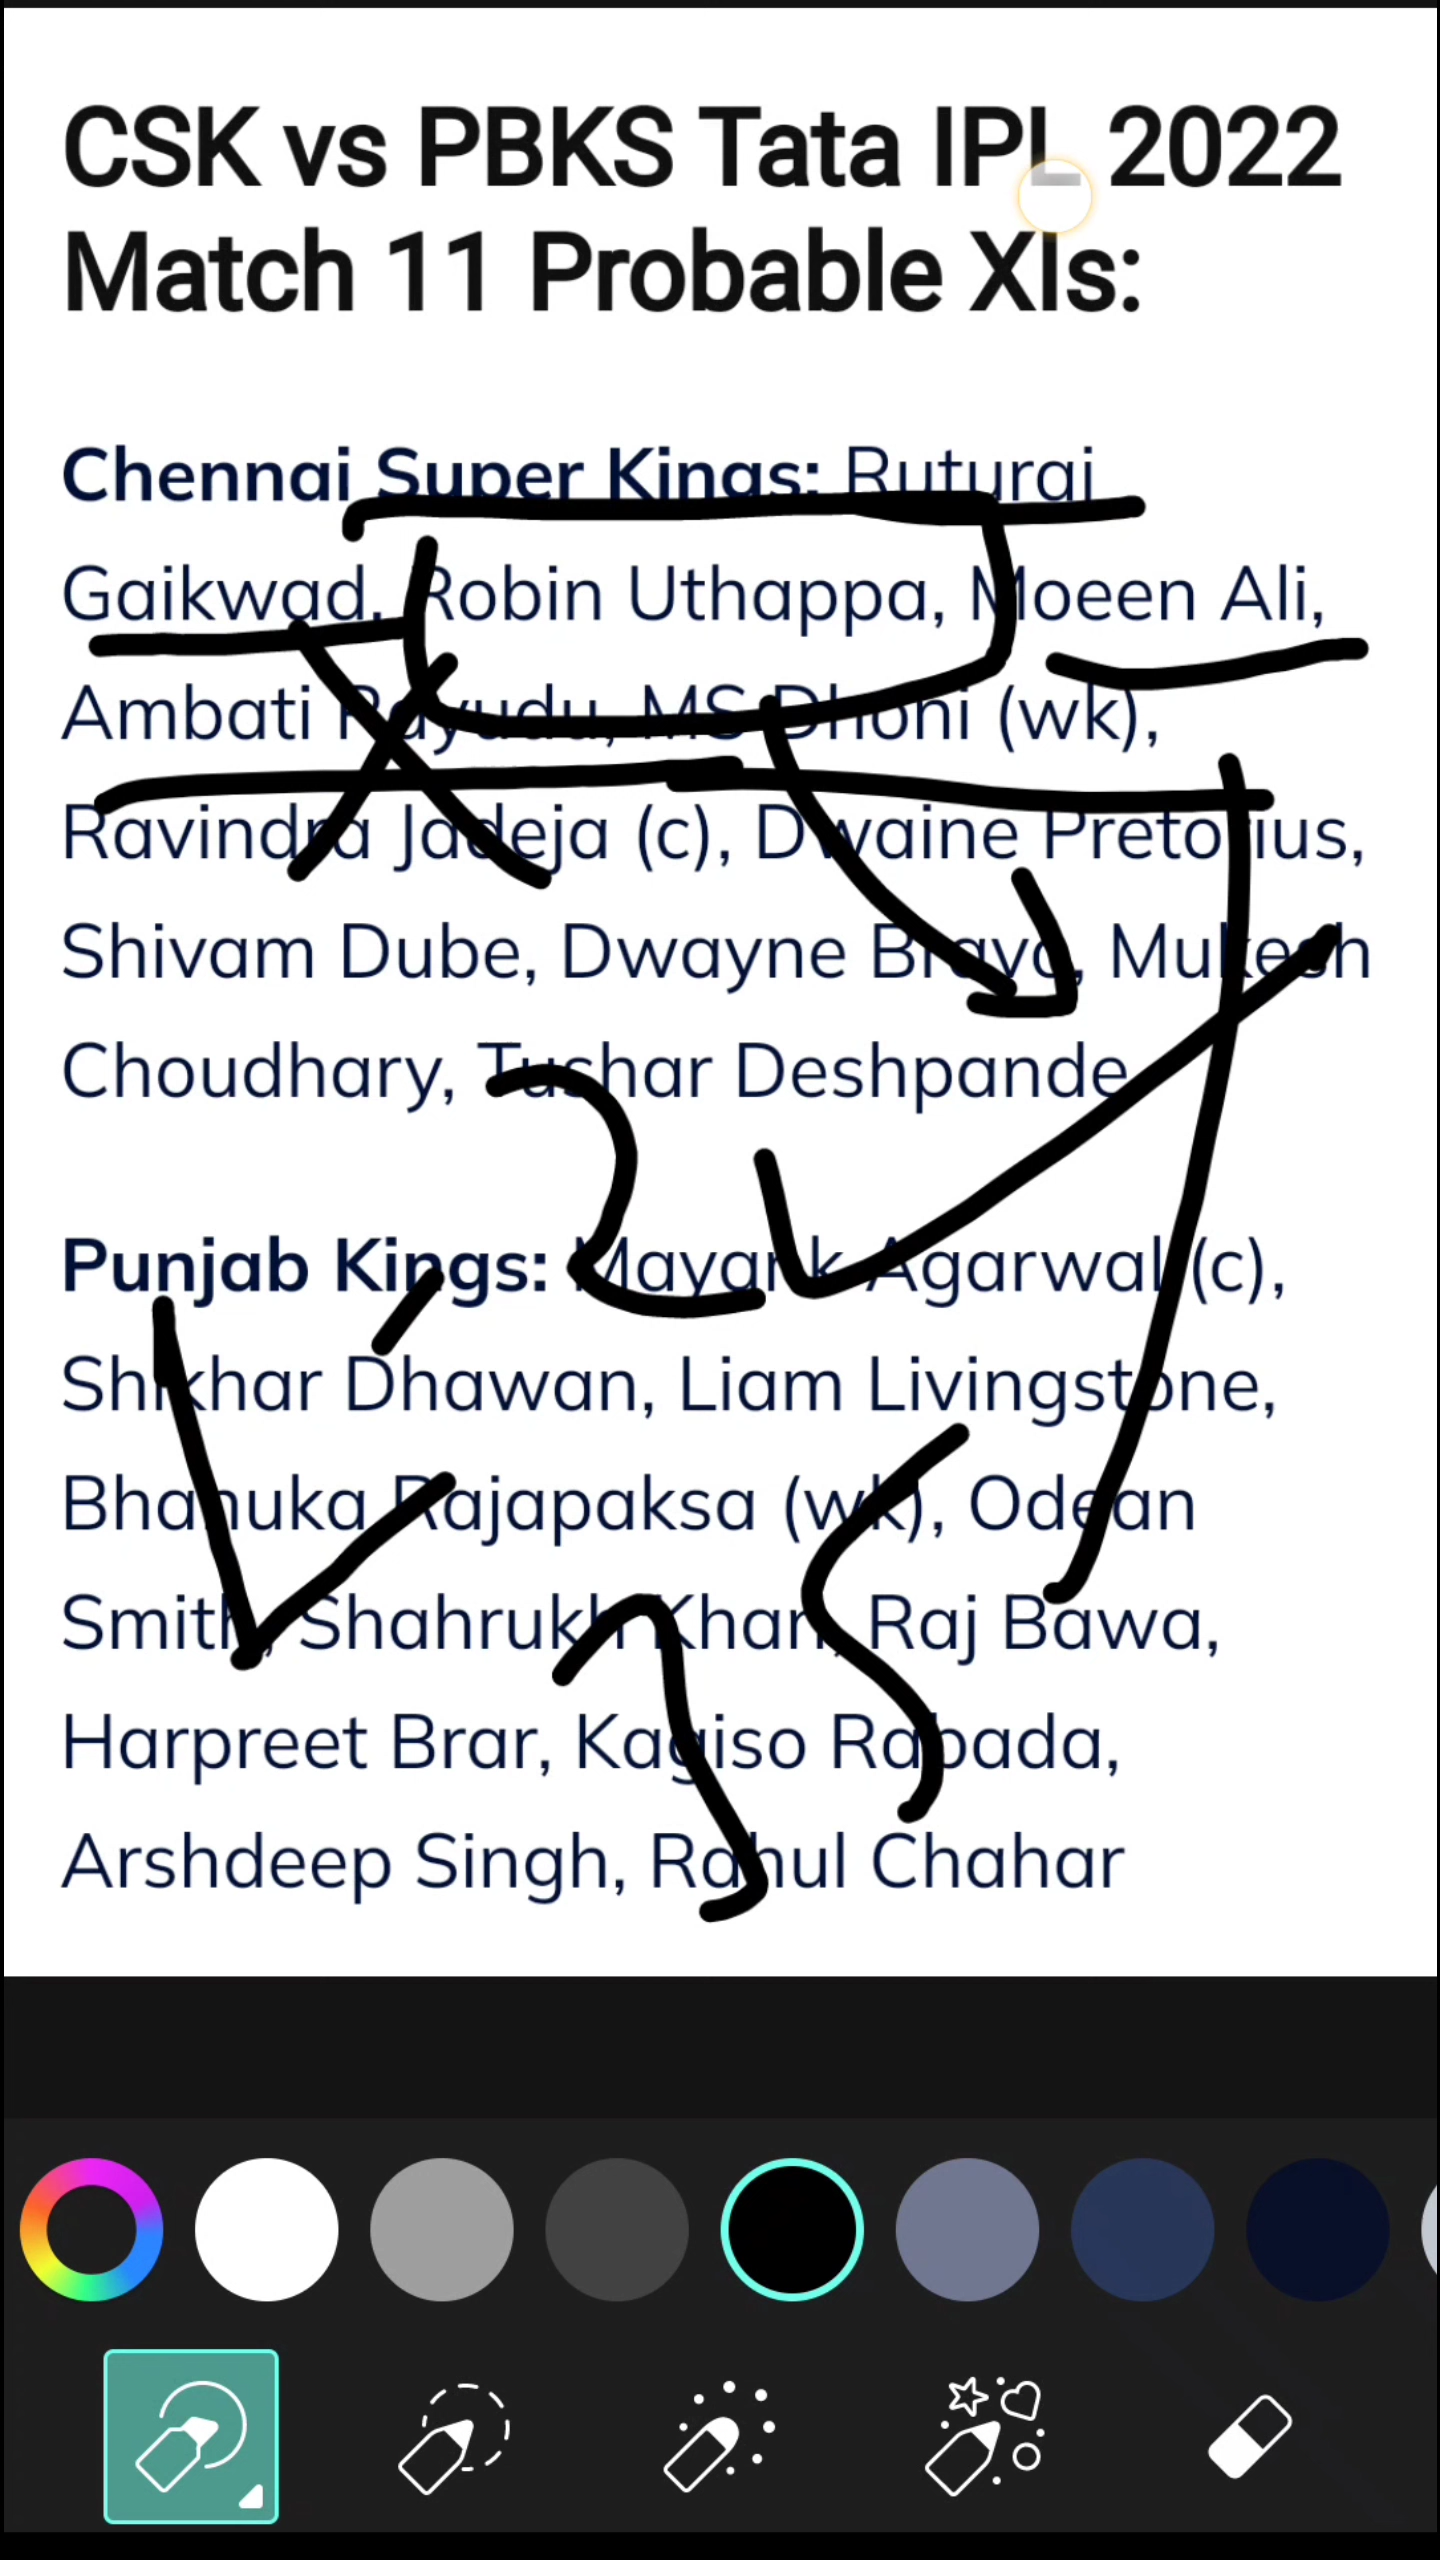 CSK vs PBKS Tata IPL 2022
Match 11 Probable XIs:
Chennai Super Kings: Ruturaj
Gaikwad, Robin Uthappa, Moeen Ali,
Ambati Rayudu, MS Dhoni (wk),
Ravindra Jadeja (c), Dwaine Pretorius,
Shivam Dube, Dwayne Bravo, Mukesh
Choudhary, Tushar Deshpande
Punjab Kings: Mayank Agarwal (c),
Shikhar Dhawan, Liam Livingstone,
Bhanuka Rajapaksa (wk), Odean
Smith, Shahrukh Khan, Raj Bawa,
Harpreet Brar, Kagiso Rabada,
Arshdeep Singh, Rahul Chahar